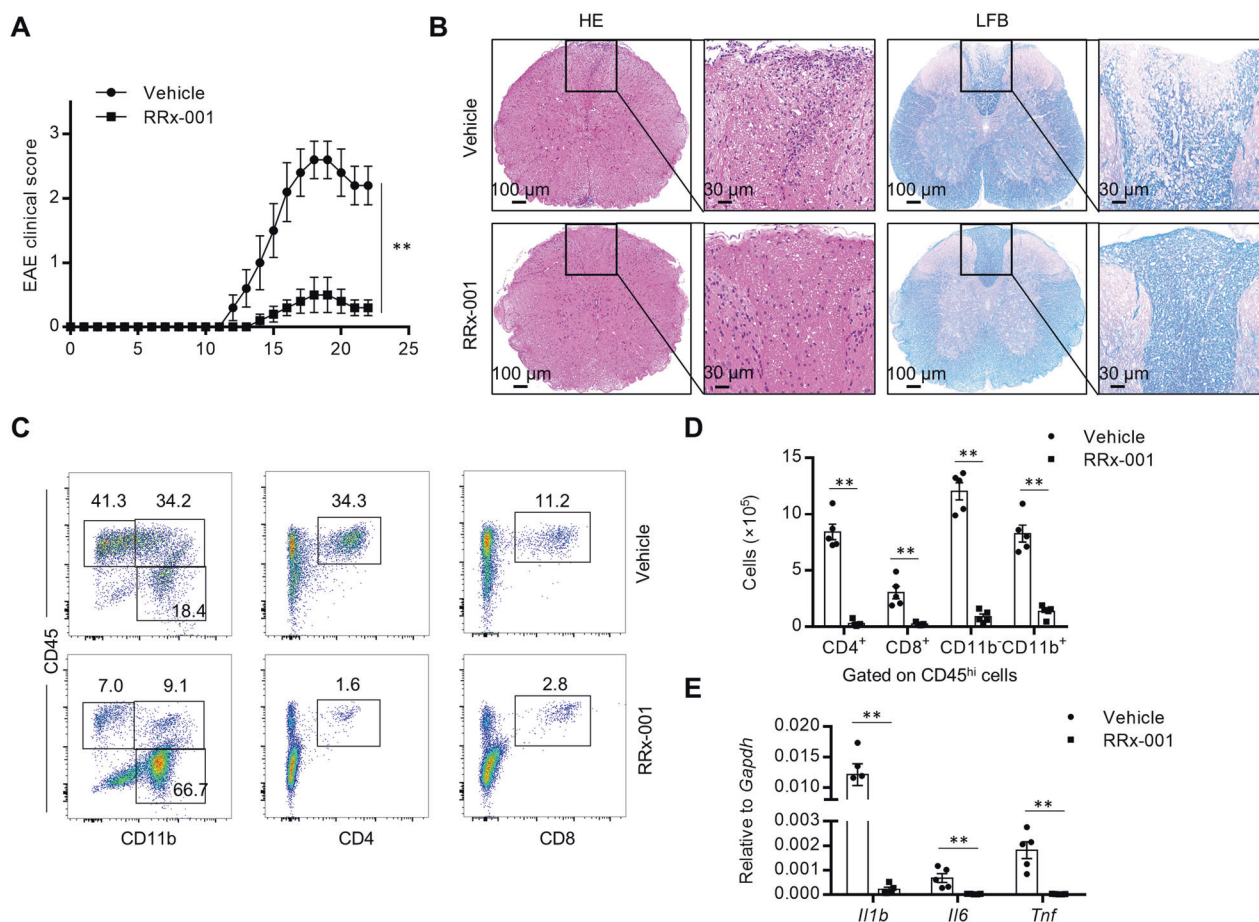 A
Vehicle
RRx-001
EAE clinical score
3
2
1
0
0 5 10 15 20 25
**
B
HE
LFB
Vehicle
RRx-001
100 µm
30 µm
100 µm
30 µm
100 µm
30 µm
100 µm
30 µm
C
41.3 34.2
18.4
34.3
11.2
Vehicle
CD45
7.0 9.1
66.7
1.6
2.8
RRx-001
CD11b
CD4
CD8
D
Vehicle
RRx-001
Cells (×10⁵)
15
10
5
0
** ** ** **
CD4⁺ CD8⁺ CD11b⁻ CD11b⁺
Gated on CD45ʰⁱ cells
E
Vehicle
RRx-001
Relative to Gapdh
0.020
0.015
0.010
0.003
0.002
0.001
0.000
** ** **
Il1b Il6 Tnf